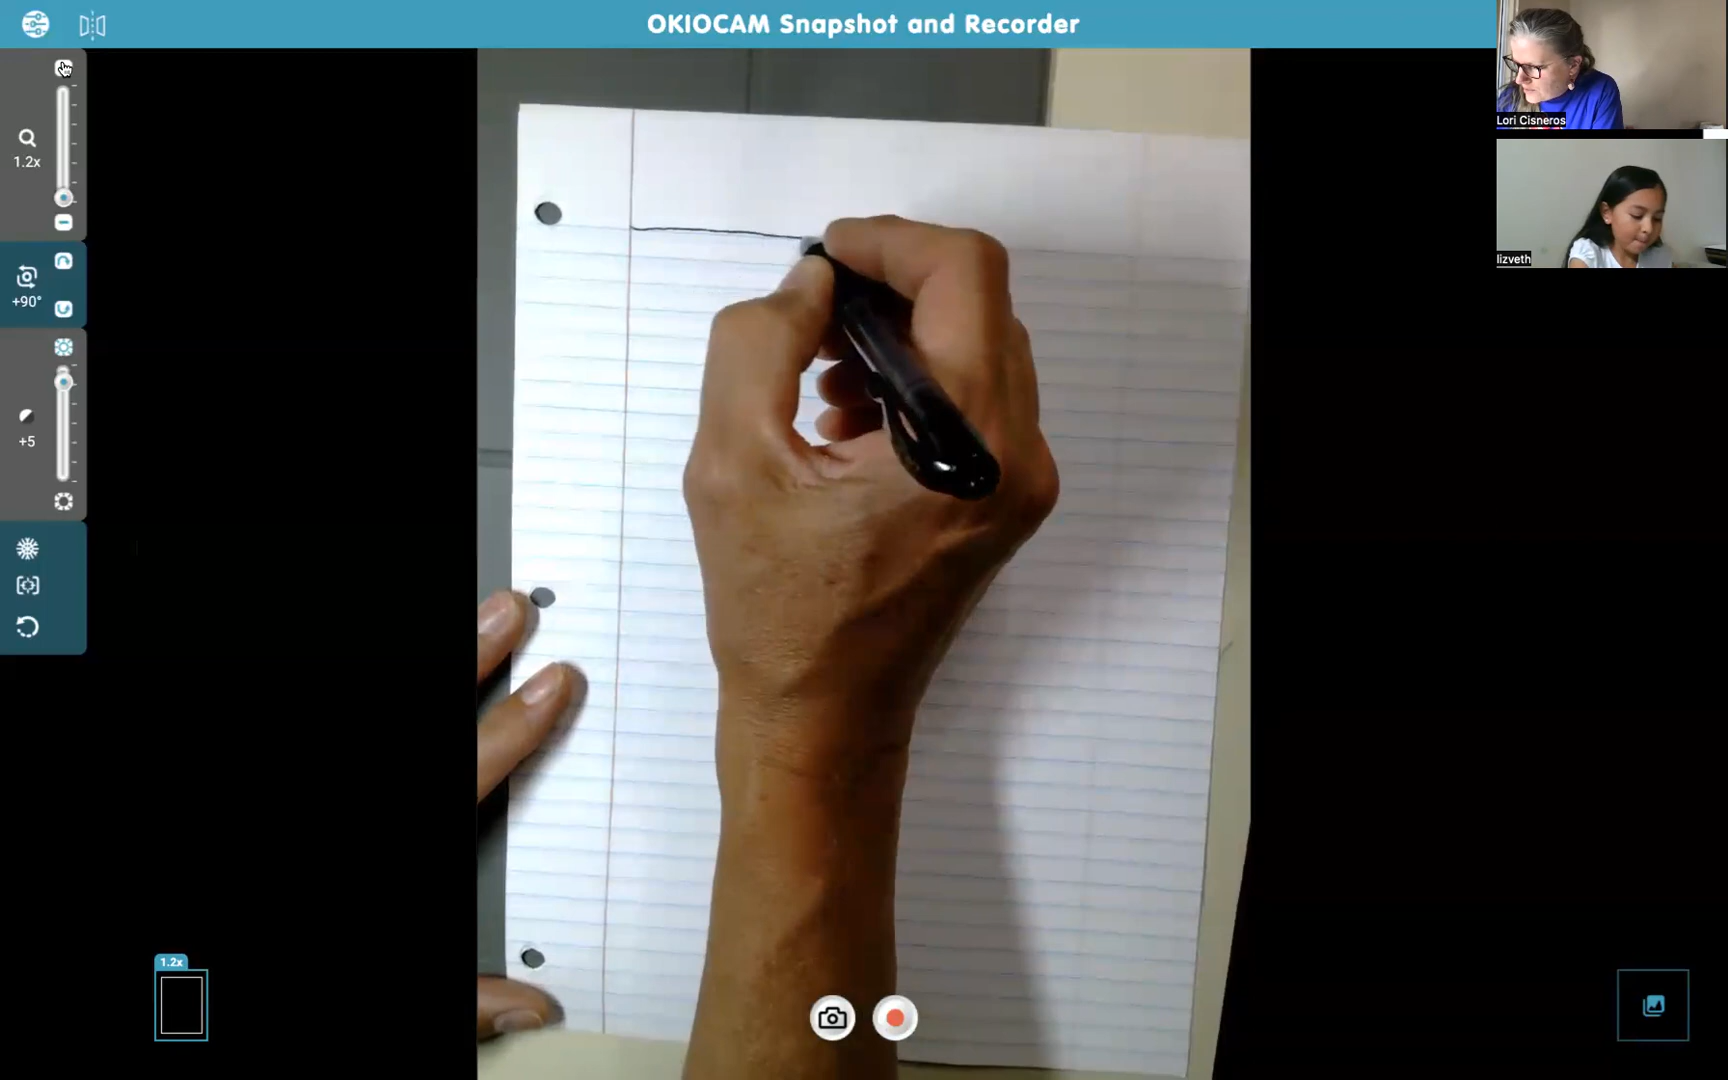 OKIOCAM Snapshot and Recorder
Lori Cisneros
1.2x
lizveth
+90°
+5
1.2x